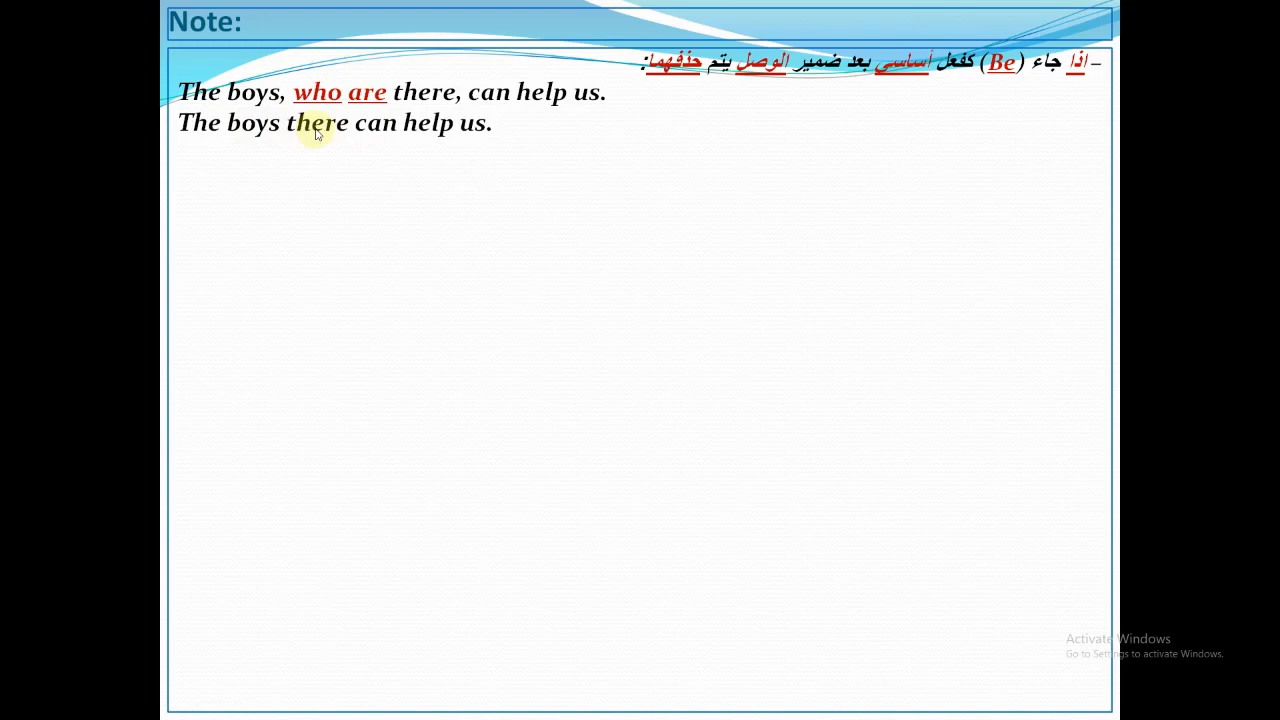 Note:
– اذا جاء (Be) كفعل أساسي بعد ضمير الوصل يتم حذفهما:
The boys, who are there, can help us.
The boys there can help us.
Activate Windows
Go to Settings to activate Windows.